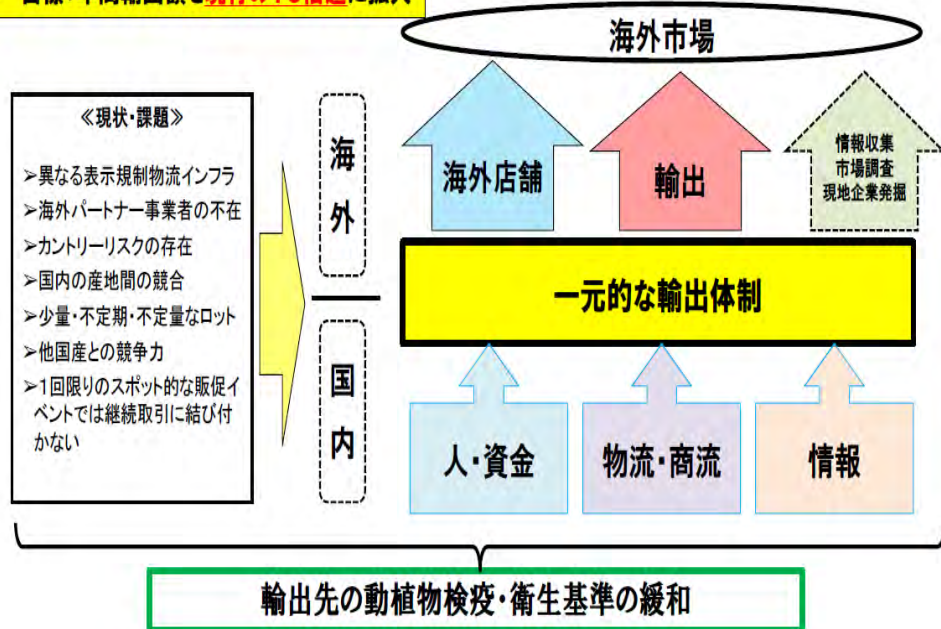 海外市場
≪現状・課題≫
➢異なる表示規制物流インフラ
➢海外パートナー事業者の不在
➢カントリーリスクの存在
➢国内の産地間の競合
➢少量・不定期・不定量なロット
➢他国産との競争力
➢1回限りのスポット的な販促イ
ベントでは継続取引に結び付
かない
海
外
国
内
海外店舗
輸出
情報収集
市場調査
現地企業発掘
一元的な輸出体制
人・資金
物流・商流
情報
輸出先の動植物検疫・衛生基準の緩和